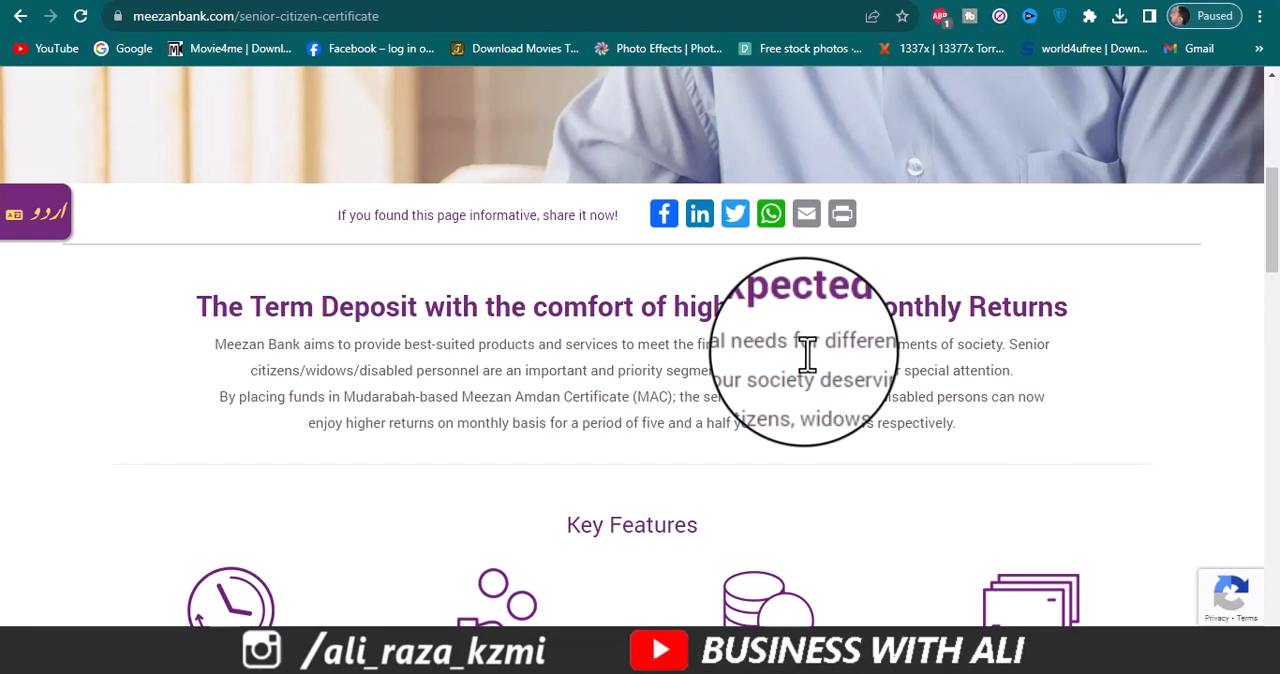 meezanbank.com/senior-citizen-certificate
ABP
1
tb
Paused
YouTube
Google
Movie4me | Downl...
Facebook – log in o...
Download Movies T...
Photo Effects | Phot...
Free stock photos ·...
1337x | 13377x Torr...
world4ufree | Down...
Gmail
»
اردو
If you found this page informative, share it now!
The Term Deposit with the comfort of high xpected onthly Returns
Meezan Bank aims to provide best-suited products and services to meet the fin al needs for differen ments of society. Senior
citizens/widows/disabled personnel are an important and priority segme our society deservin r special attention.
By placing funds in Mudarabah-based Meezan Amdan Certificate (MAC); the se tizens, widows isabled persons can now
enjoy higher returns on monthly basis for a period of five and a half y s respectively.
Key Features
Privacy - Terms
/ali_raza_kzmi
BUSINESS WITH ALI